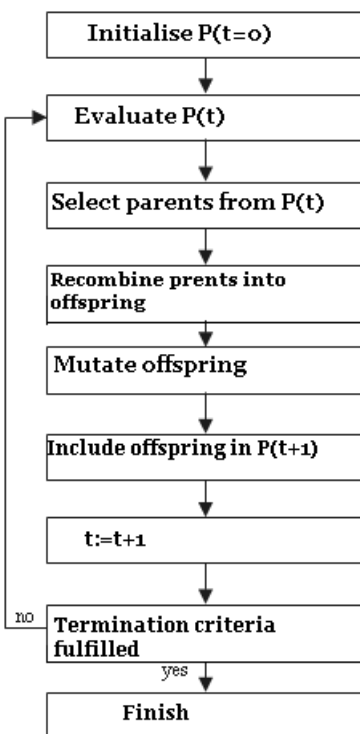 Initialise P(t=0)
Evaluate P(t)
Select parents from P(t)
Recombine prents into
offspring
Mutate offspring
Include offspring in P(t+1)
t:=t+1
no
Termination criteria
fulfilled
yes
Finish